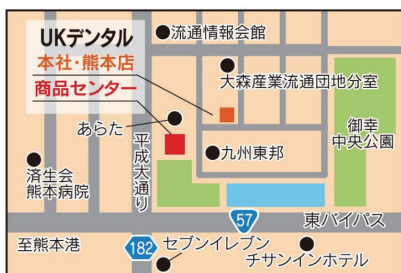 UKデンタル
本社・熊本店
商品センター
流通情報会館
大森産業流通団地分室
あらた
平成大通り
九州東邦
御幸
中央公園
済生会
熊本病院
57
東バイパス
至熊本港
182
セブンイレブン
チサンインホテル